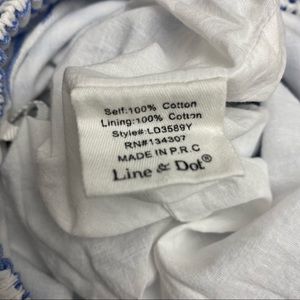 Self:100% Cotton
Lining:100% Cotton
Style#:LD3589Y
RN#134307
MADE IN P.R.C
Line & Dot®